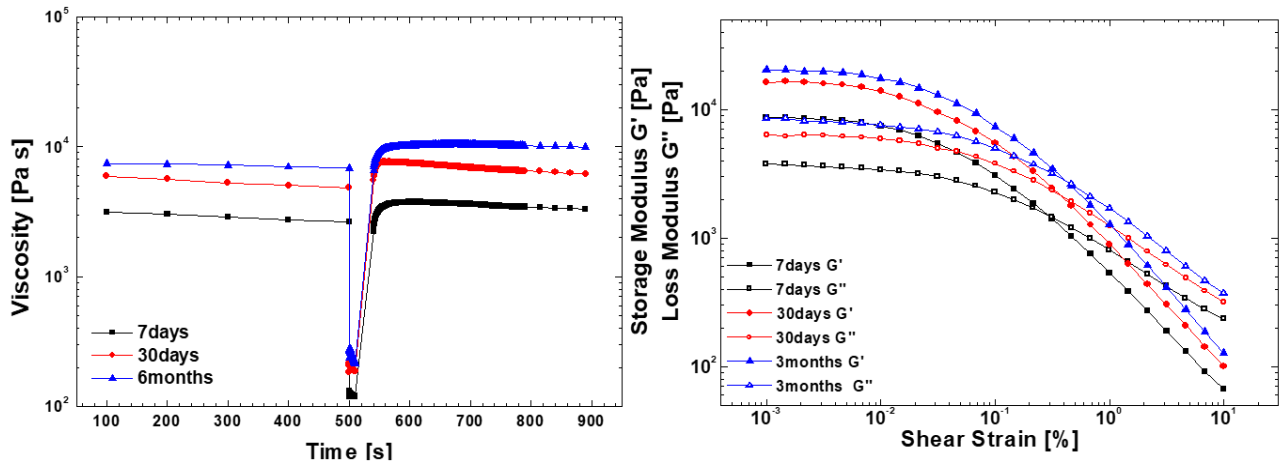 Viscosity [Pa s]
10^5
10^4
10^3
10^2
7days
30days
6months
100 200 300 400 500 600 700 800 900
Time [s]
Storage Modulus G' [Pa]
Loss Modulus G'' [Pa]
10^4
10^3
10^2
7days G'
7days G''
30days G'
30days G''
3months G'
3months G''
10^-3 10^-2 10^-1 10^0 10^1
Shear Strain [%]